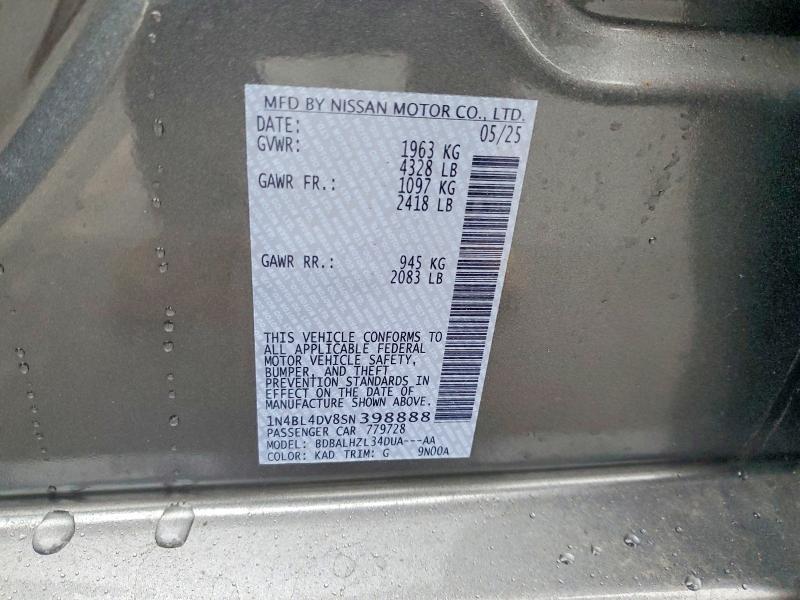 MFD BY NISSAN MOTOR CO., LTD.
DATE: 05/25
GVWR: 1963 KG
4328 LB
GAWR FR.: 1097 KG
2418 LB
GAWR RR.: 945 KG
2083 LB
THIS VEHICLE CONFORMS TO
ALL APPLICABLE FEDERAL
MOTOR VEHICLE SAFETY,
BUMPER, AND THEFT
PREVENTION STANDARDS IN
EFFECT ON THE DATE OF
MANUFACTURE SHOWN ABOVE.
1N4BL4DV8SN398888
PASSENGER CAR 779728
MODEL: BDBALHZL34DUA---AA
COLOR: KAD TRIM: G 9N00A